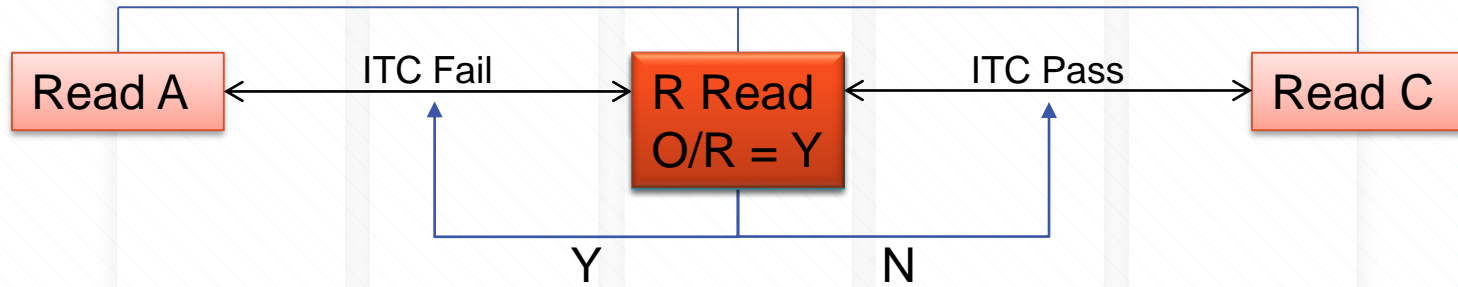 Read A
ITC Fail
R Read
O/R = Y
ITC Pass
Read C
Y
N